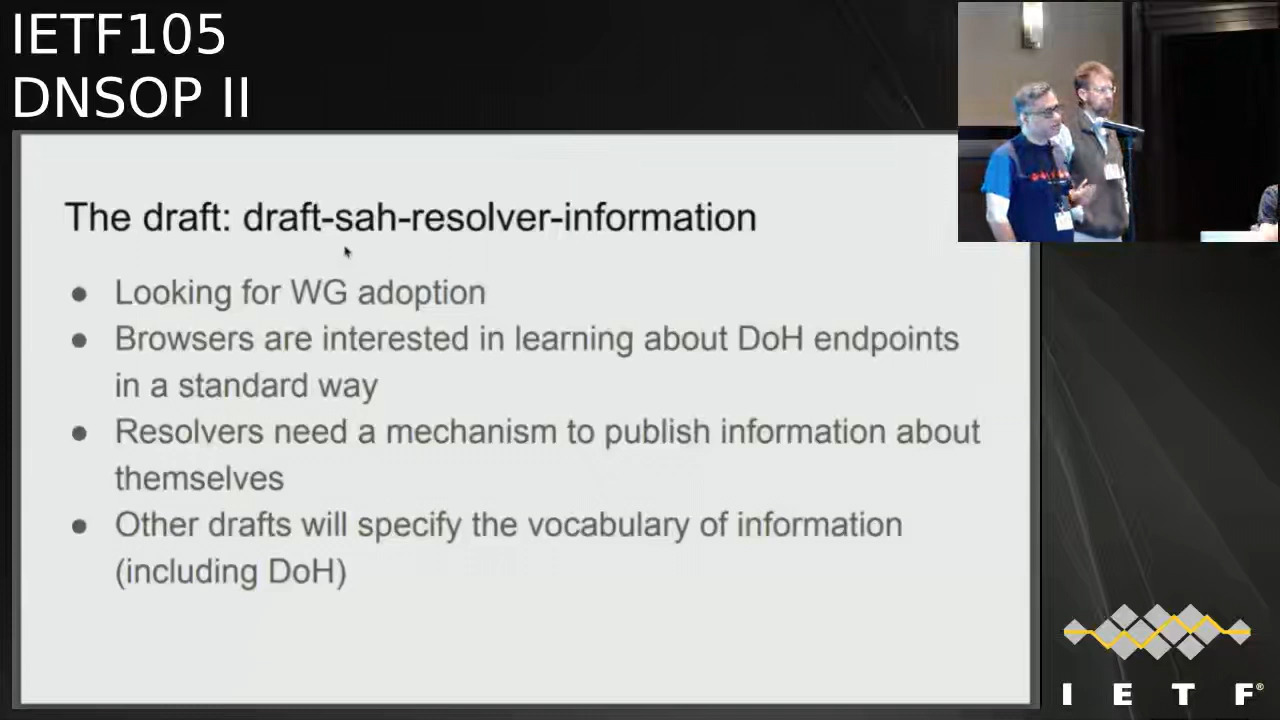 IETF105
DNSOP II
The draft: draft-sah-resolver-information
● Looking for WG adoption
● Browsers are interested in learning about DoH endpoints
in a standard way
● Resolvers need a mechanism to publish information about
themselves
● Other drafts will specify the vocabulary of information
(including DoH)
I E T F®